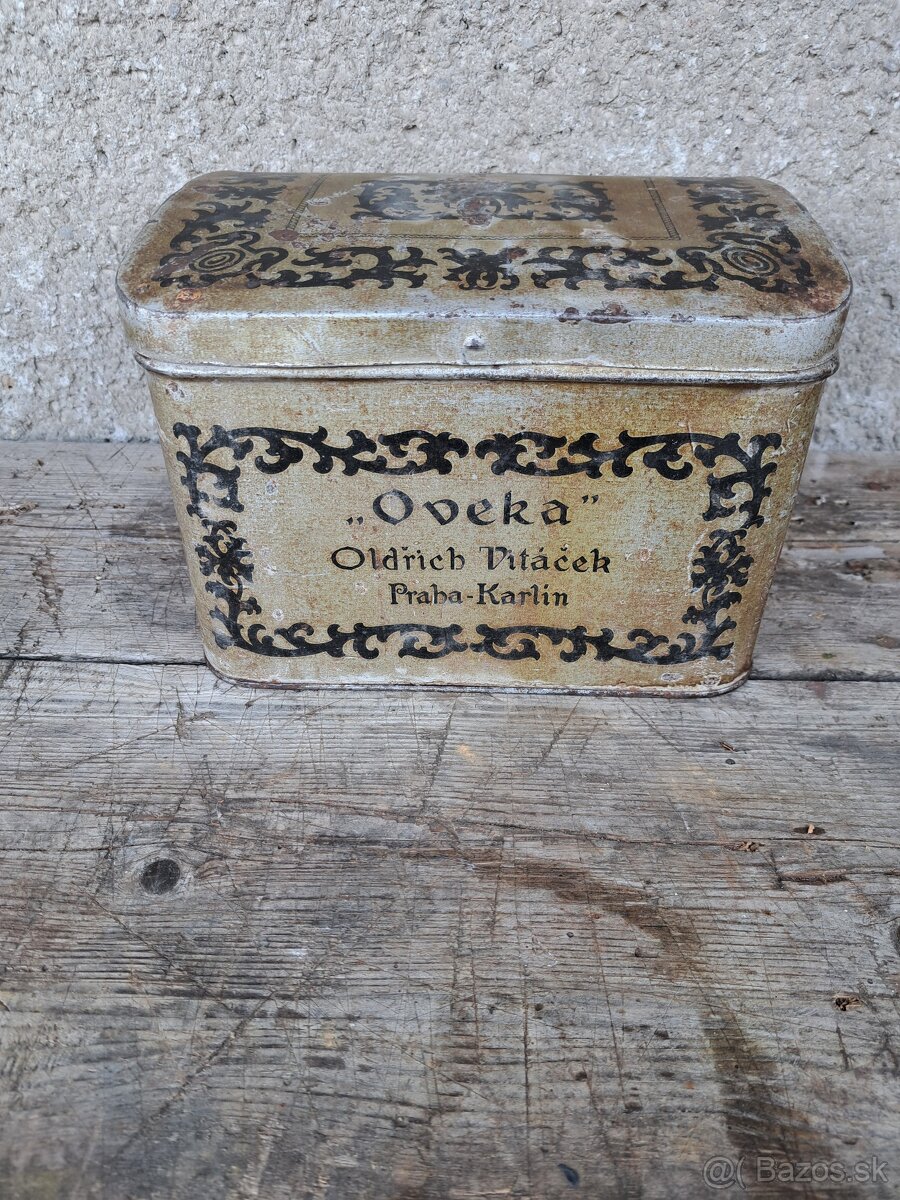 „Oveka”
Oldřich Vitáček
Praha-Karlín
@( Bazos.sk